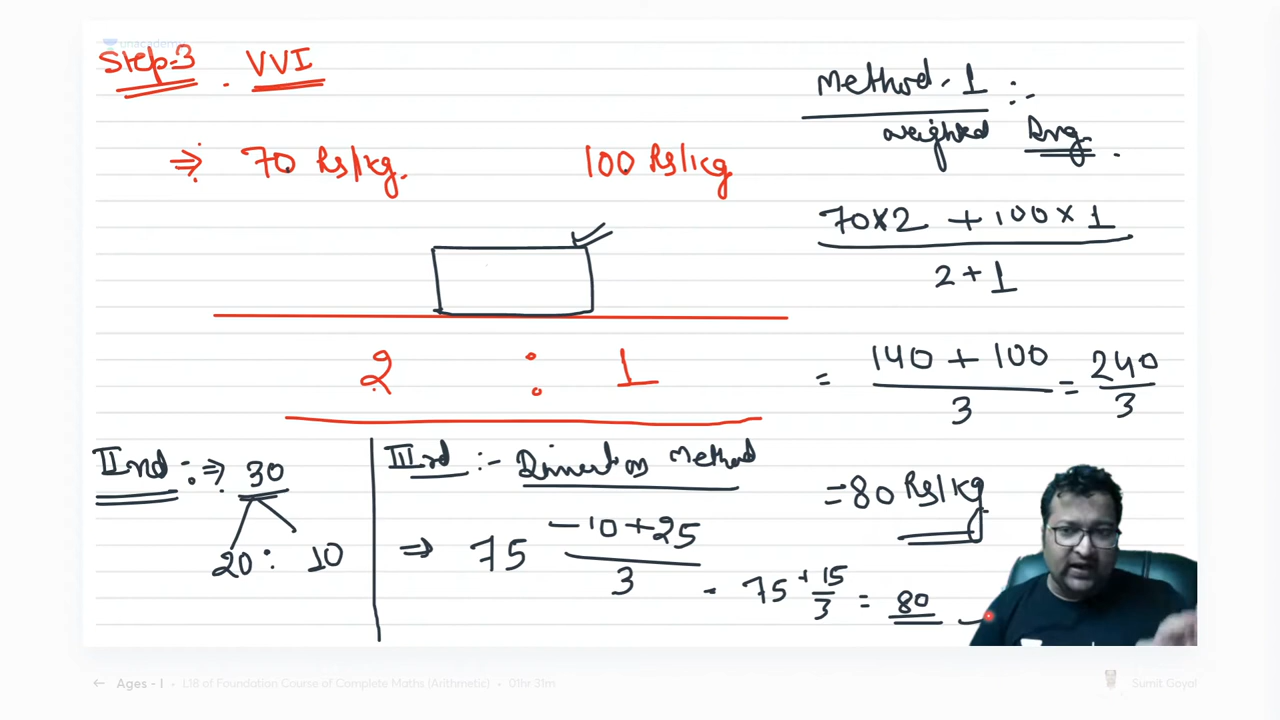 unacademy
Step-3 . VVI
⇒ 70 Rs/kg. 100 Rs/kg
2 : 1
Method - 1 :-
weighted Avg.
70×2 + 100×1
2+1
= 140 + 100 / 3 = 240 / 3
=80 Rs/kg
IInd :⇒ 30
20 : 10
IIIrd :- Method
⇒ 75 -10+25 / 3
75 + 15/3 = 80
← Ages - I • L18 of Foundation Course of Complete Maths (Arithmetic) • 01hr 31m
Sumit Goyal